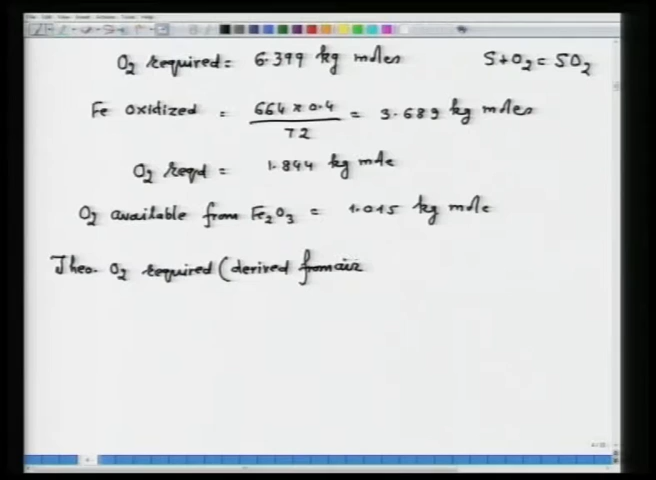 O2 required = 6.399 kg moles S+O2 = SO2
Fe oxidized = 664 x 0.4 / 72 = 3.689 kg moles
O2 reqd = 1.844 kg mole
O2 available from Fe2O3 = 1.015 kg mole
Theo. O2 required (derived from air